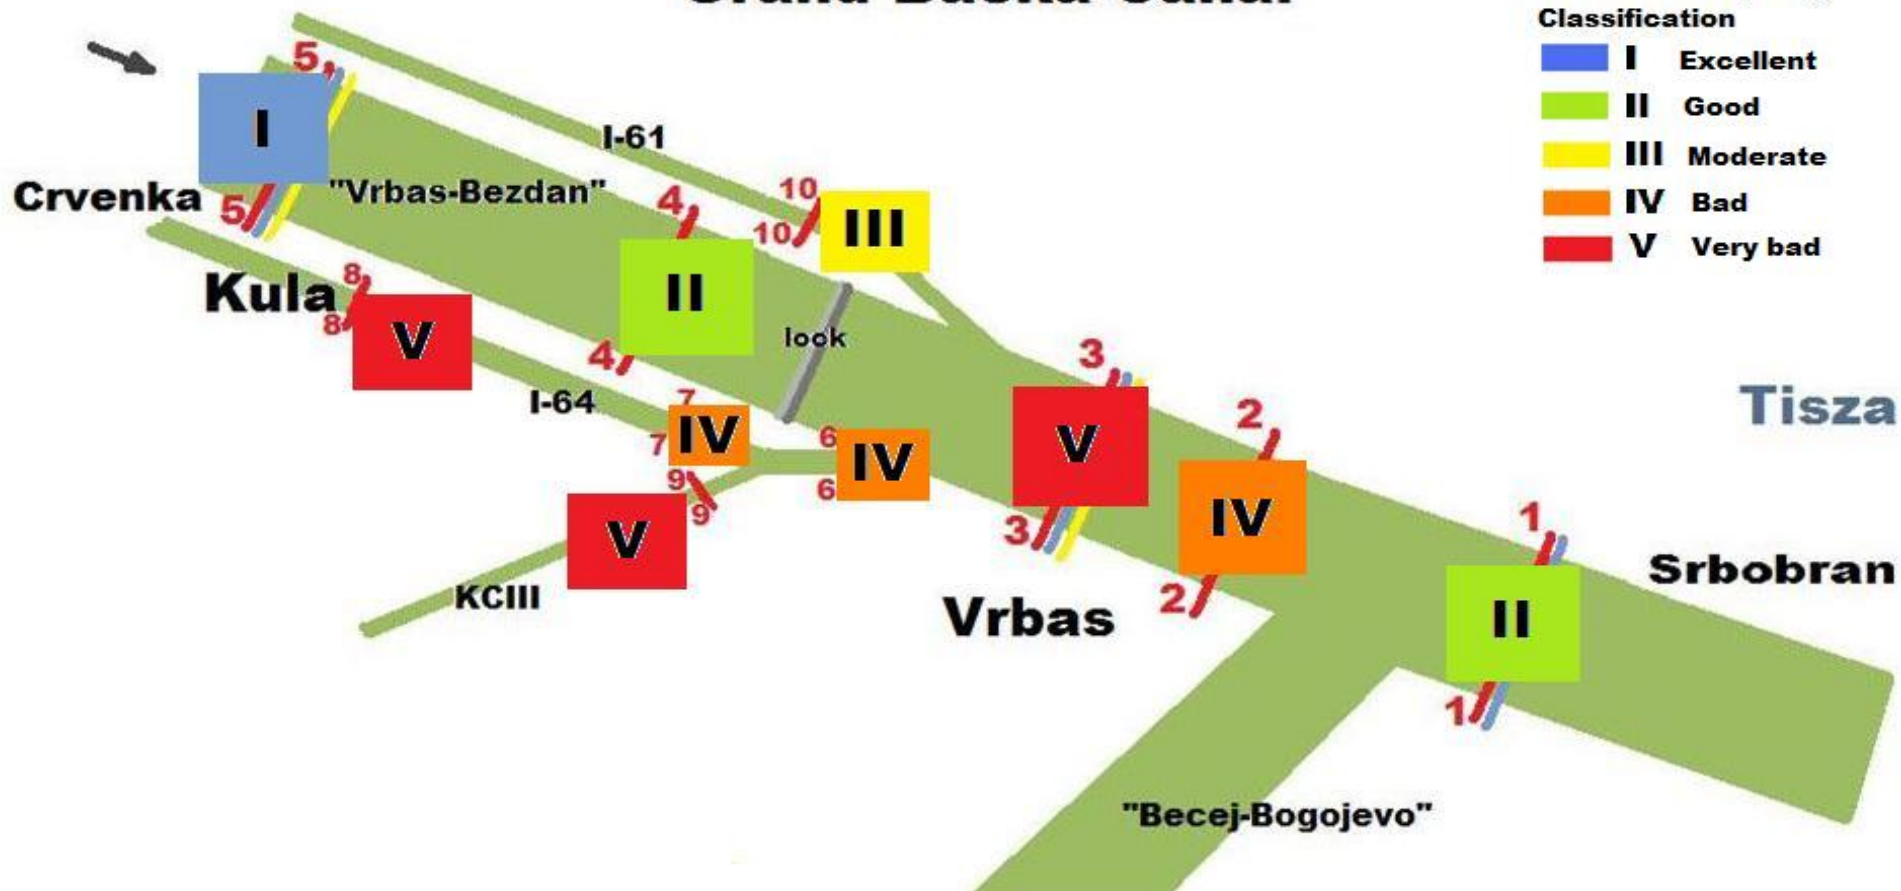 Classification
I Excellent
II Good
III Moderate
IV Bad
V Very bad
5
I
I-61
Crvenka
5
"Vrbas-Bezdan"
4
10
10
III
Kula
8
8
V
II
look
4
3
Tisza
I-64
7
7
IV
6
IV
6
V
2
9
9
V
3
IV
1
Srbobran
KCIII
Vrbas
2
II
1
"Becej-Bogojevo"